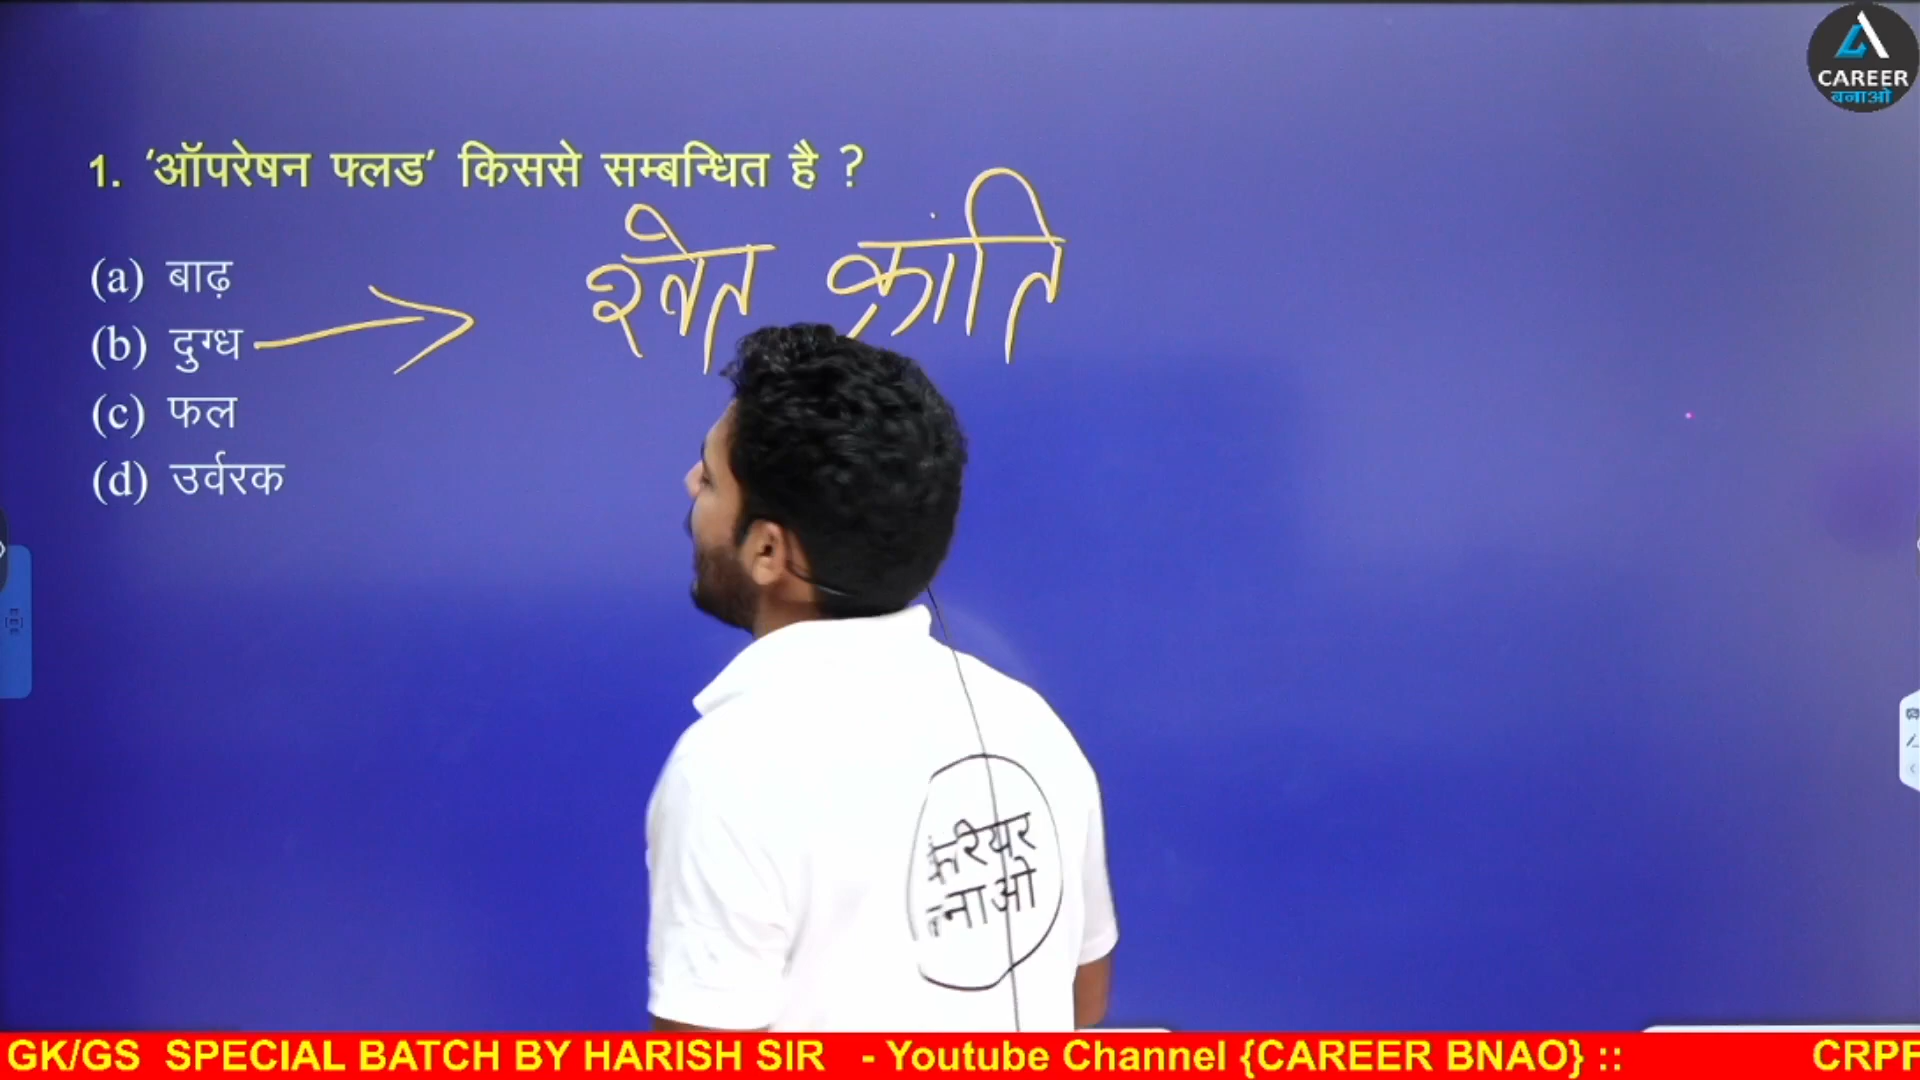 CAREER
बनाओ
1. ‘ऑपरेषन फ्लड’ किससे सम्बन्धित है ?
श्वेत क्रांति
(a) बाढ़
(b) दुग्ध
(c) फल
(d) उर्वरक
करियर
बनाओ
GK/GS SPECIAL BATCH BY HARISH SIR - Youtube Channel {CAREER BNAO} :: CRPF